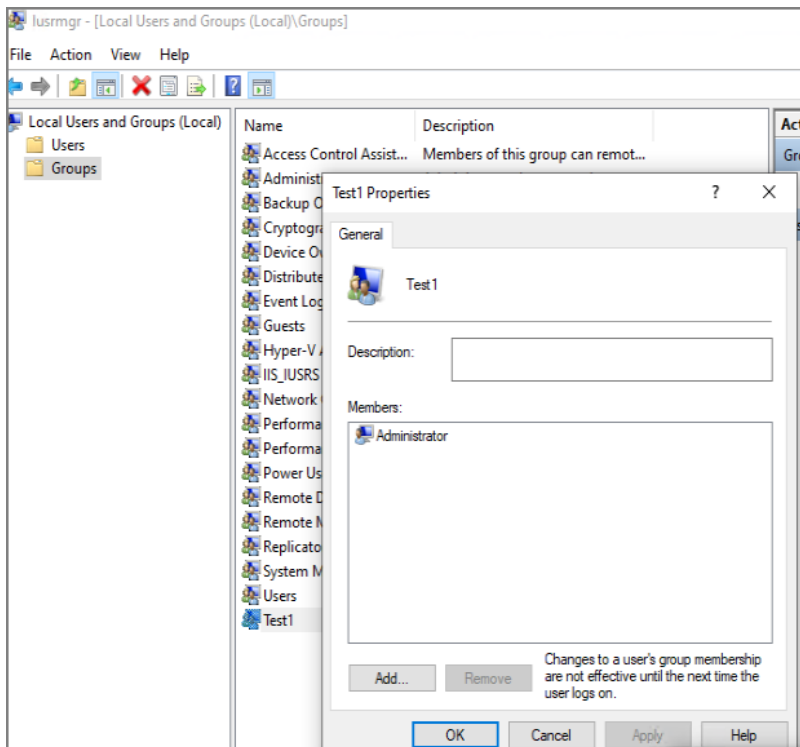 lusrmgr - [Local Users and Groups (Local)\Groups]
File Action View Help
Local Users and Groups (Local)
Users
Groups
Name Description
Access Control Assist... Members of this group can remot...
Administ
Backup O
Cryptogra
Device Ow
Distribute
Event Log
Guests
Hyper-V A
IIS_IUSRS
Network
Performa
Performa
Power Us
Remote D
Remote M
Replicato
System M
Users
Test1
Act
Gro
Test1 Properties
General
Test1
Description:
Members:
Administrator
Add... Remove
Changes to a user's group membership
are not effective until the next time the
user logs on.
OK Cancel Apply Help